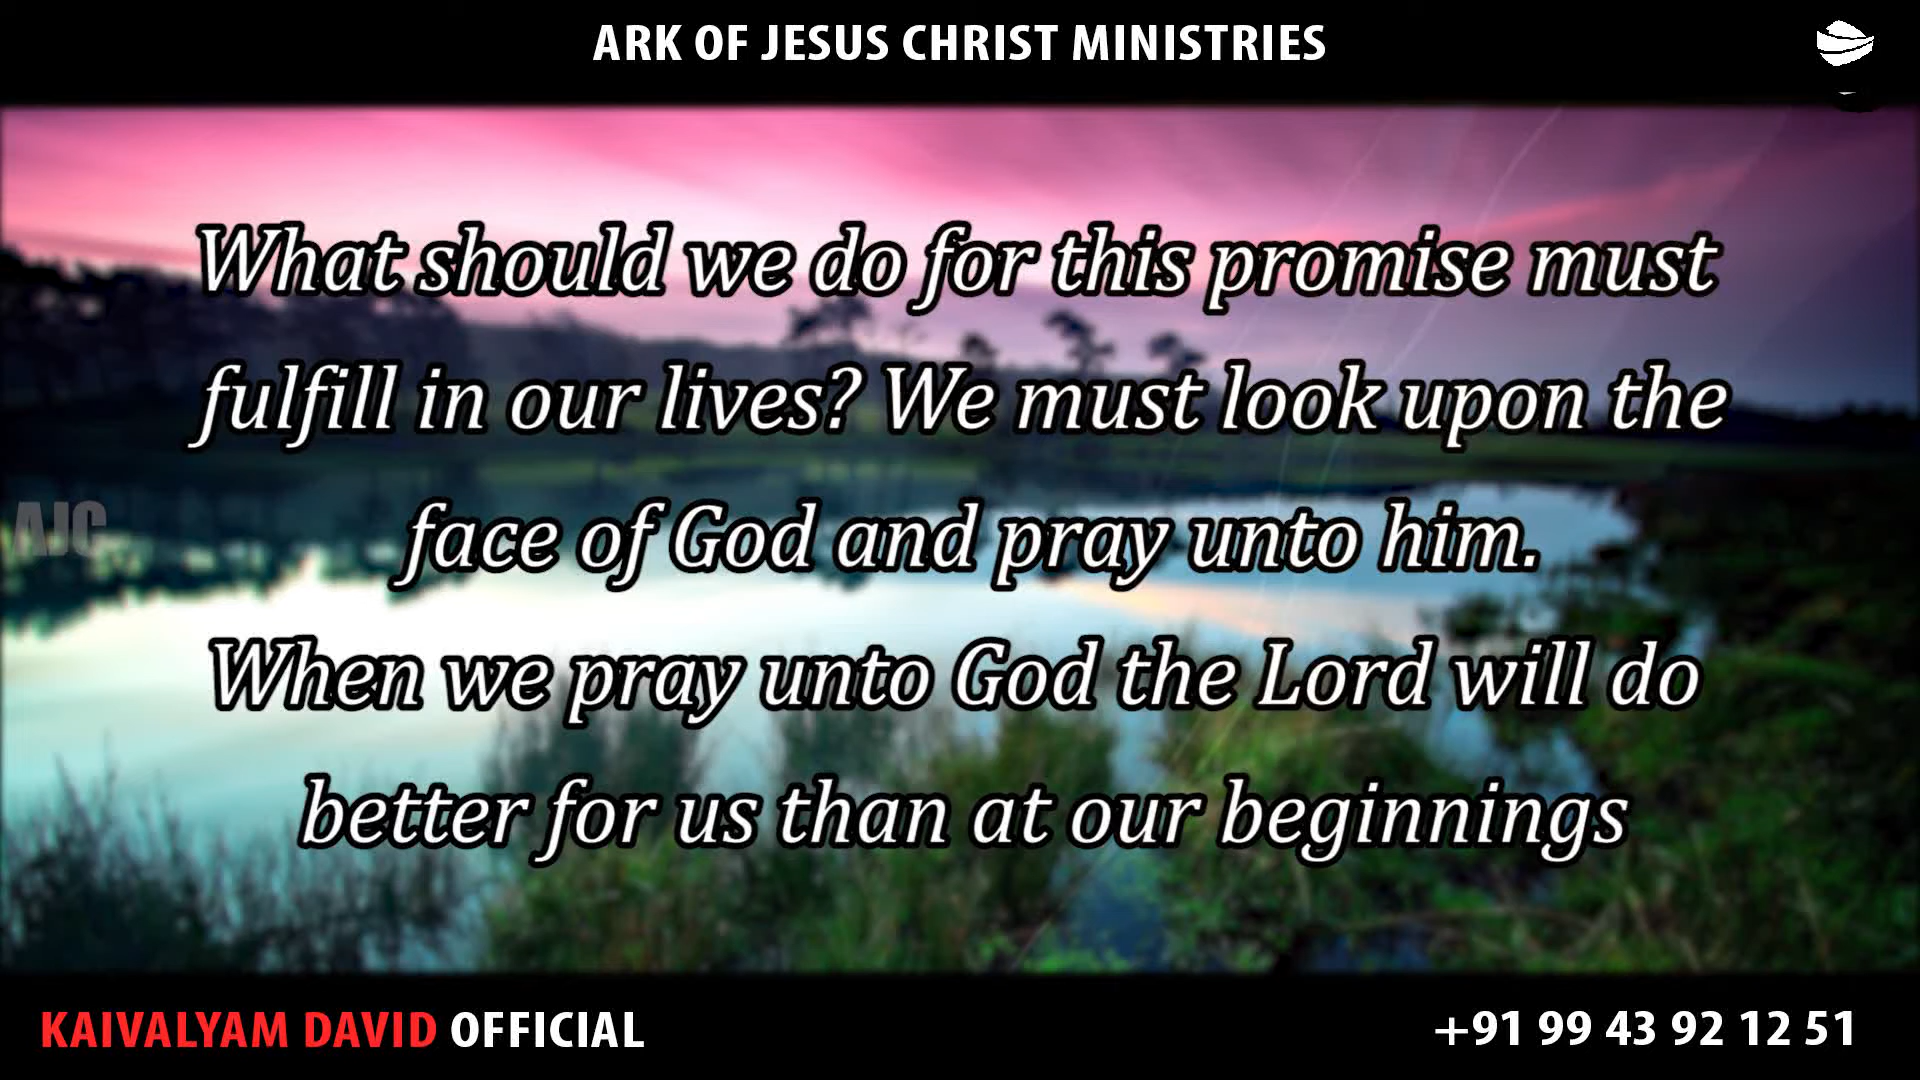 ARK OF JESUS CHRIST MINISTRIES
What should we do for this promise must
fulfill in our lives? We must look upon the
face of God and pray unto him.
AJC
When we pray unto God the Lord will do
better for us than at our beginnings
KAIVALYAM DAVID OFFICIAL
+91 99 43 92 12 51